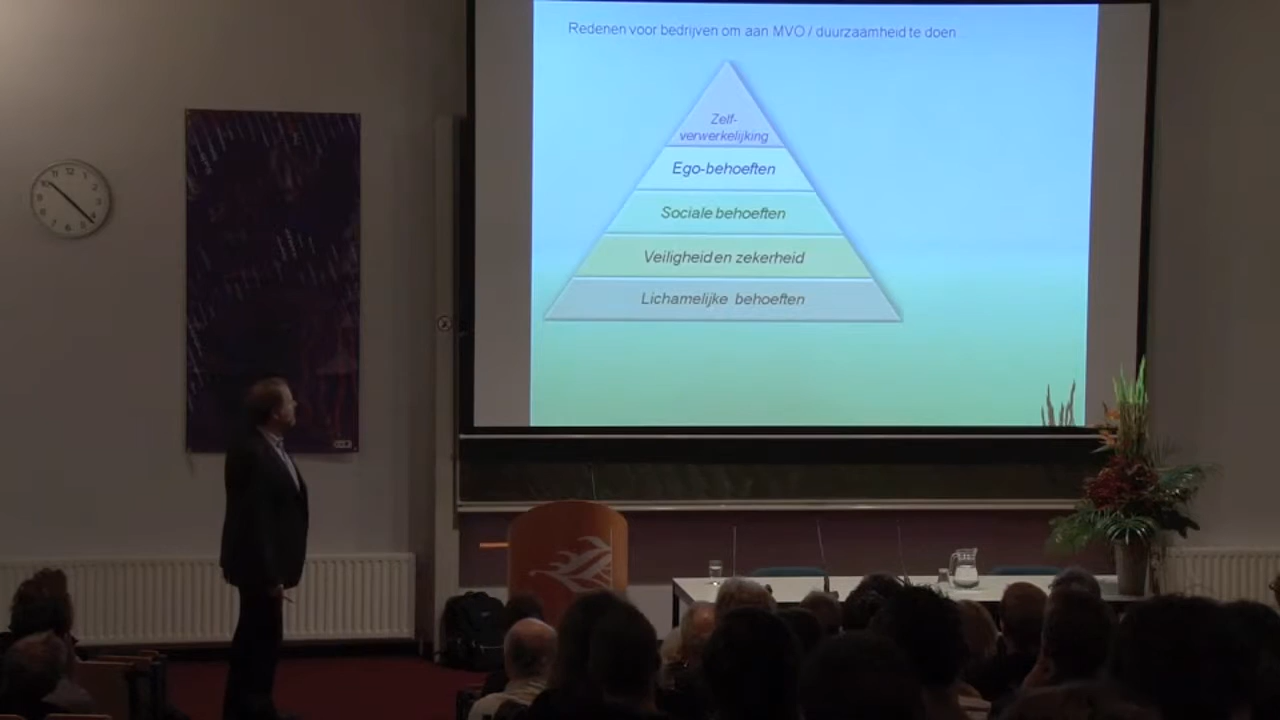 Redenen voor bedrijven om aan MVO / duurzaamheid te doen
Zelf-
verwerkelijking
Ego-behoeften
Sociale behoeften
Veiligheid en zekerheid
Lichamelijke behoeften